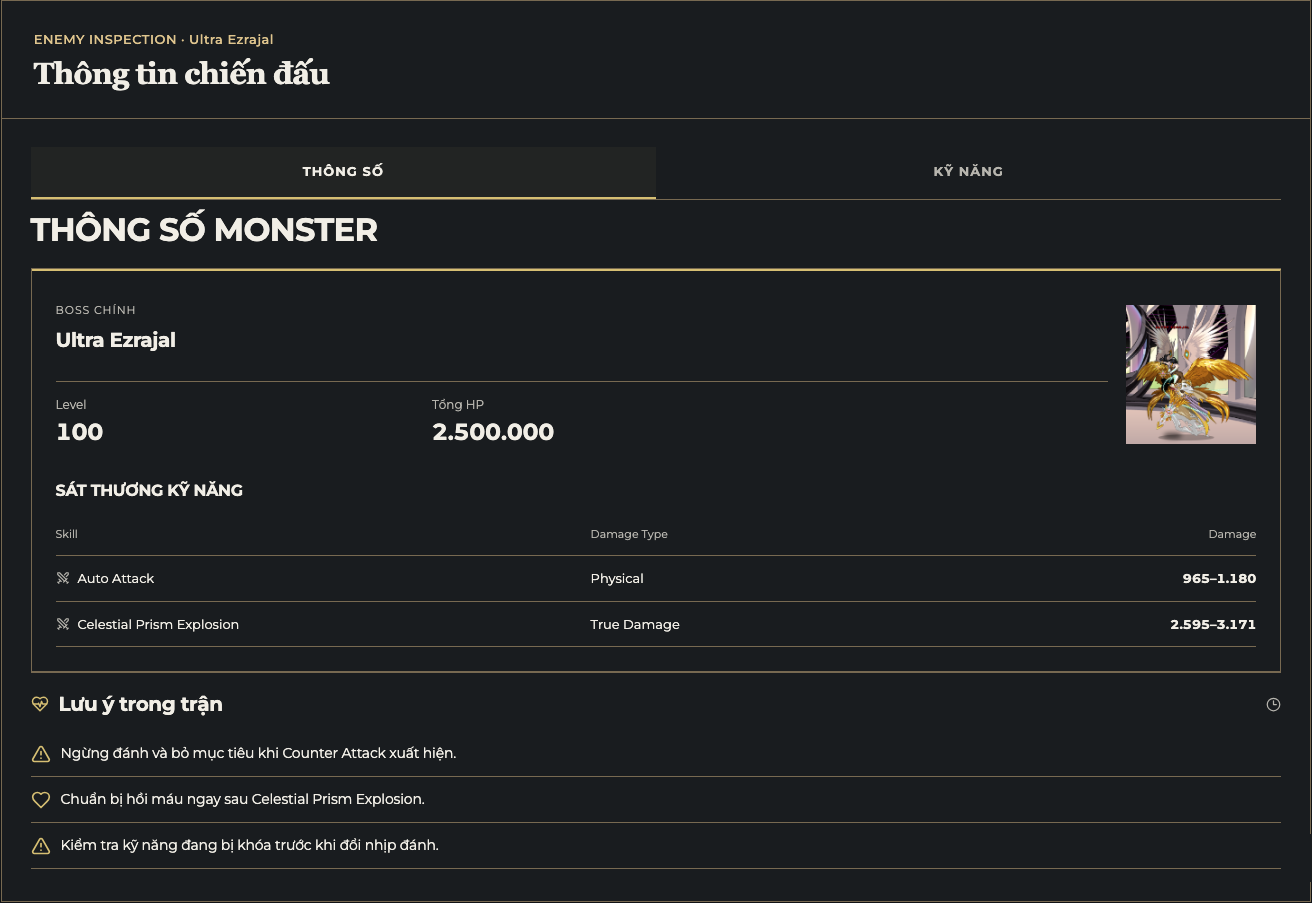 ENEMY INSPECTION · Ultra Ezrajal
Thông tin chiến đấu
THÔNG SỐ
KỸ NĂNG
THÔNG SỐ MONSTER
BOSS CHÍNH
Ultra Ezrajal
Level
Tổng HP
100
2.500.000
SÁT THƯƠNG KỸ NĂNG
Skill Damage Type Damage
Auto Attack Physical 965–1.180
Celestial Prism Explosion True Damage 2.595–3.171
Lưu ý trong trận
Ngừng đánh và bỏ mục tiêu khi Counter Attack xuất hiện.
Chuẩn bị hồi máu ngay sau Celestial Prism Explosion.
Kiểm tra kỹ năng đang bị khóa trước khi đổi nhịp đánh.